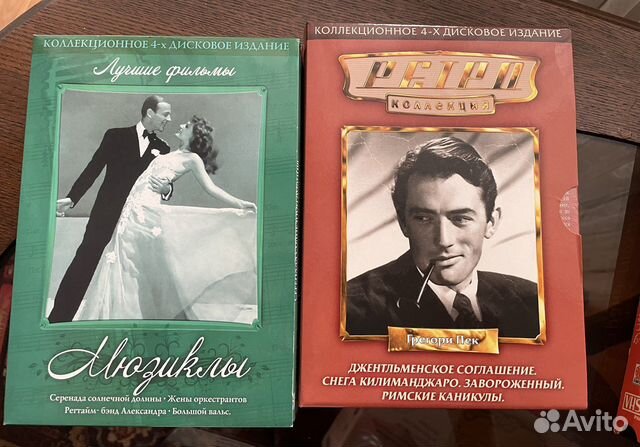 КОЛЛЕКЦИОННОЕ 4-х ДИСКОВОЕ ИЗДАНИЕ
Лучшие фильмы
Мюзиклы
Серенада солнечной долины • Жены оркестрантов
Регтайм- бэнд Александра • Большой вальс.
КОЛЛЕКЦИОННОЕ 4-Х ДИСКОВОЕ ИЗДАНИЕ
РЕТРО
КОЛЛЕКЦИЯ
Грегори Пек
ДЖЕНТЛЬМЕНСКОЕ СОГЛАШЕНИЕ.
СНЕГА КИЛИМАНДЖАРО. ЗАВОРОЖЕННЫЙ.
РИМСКИЕ КАНИКУЛЫ.
VHS
Avito